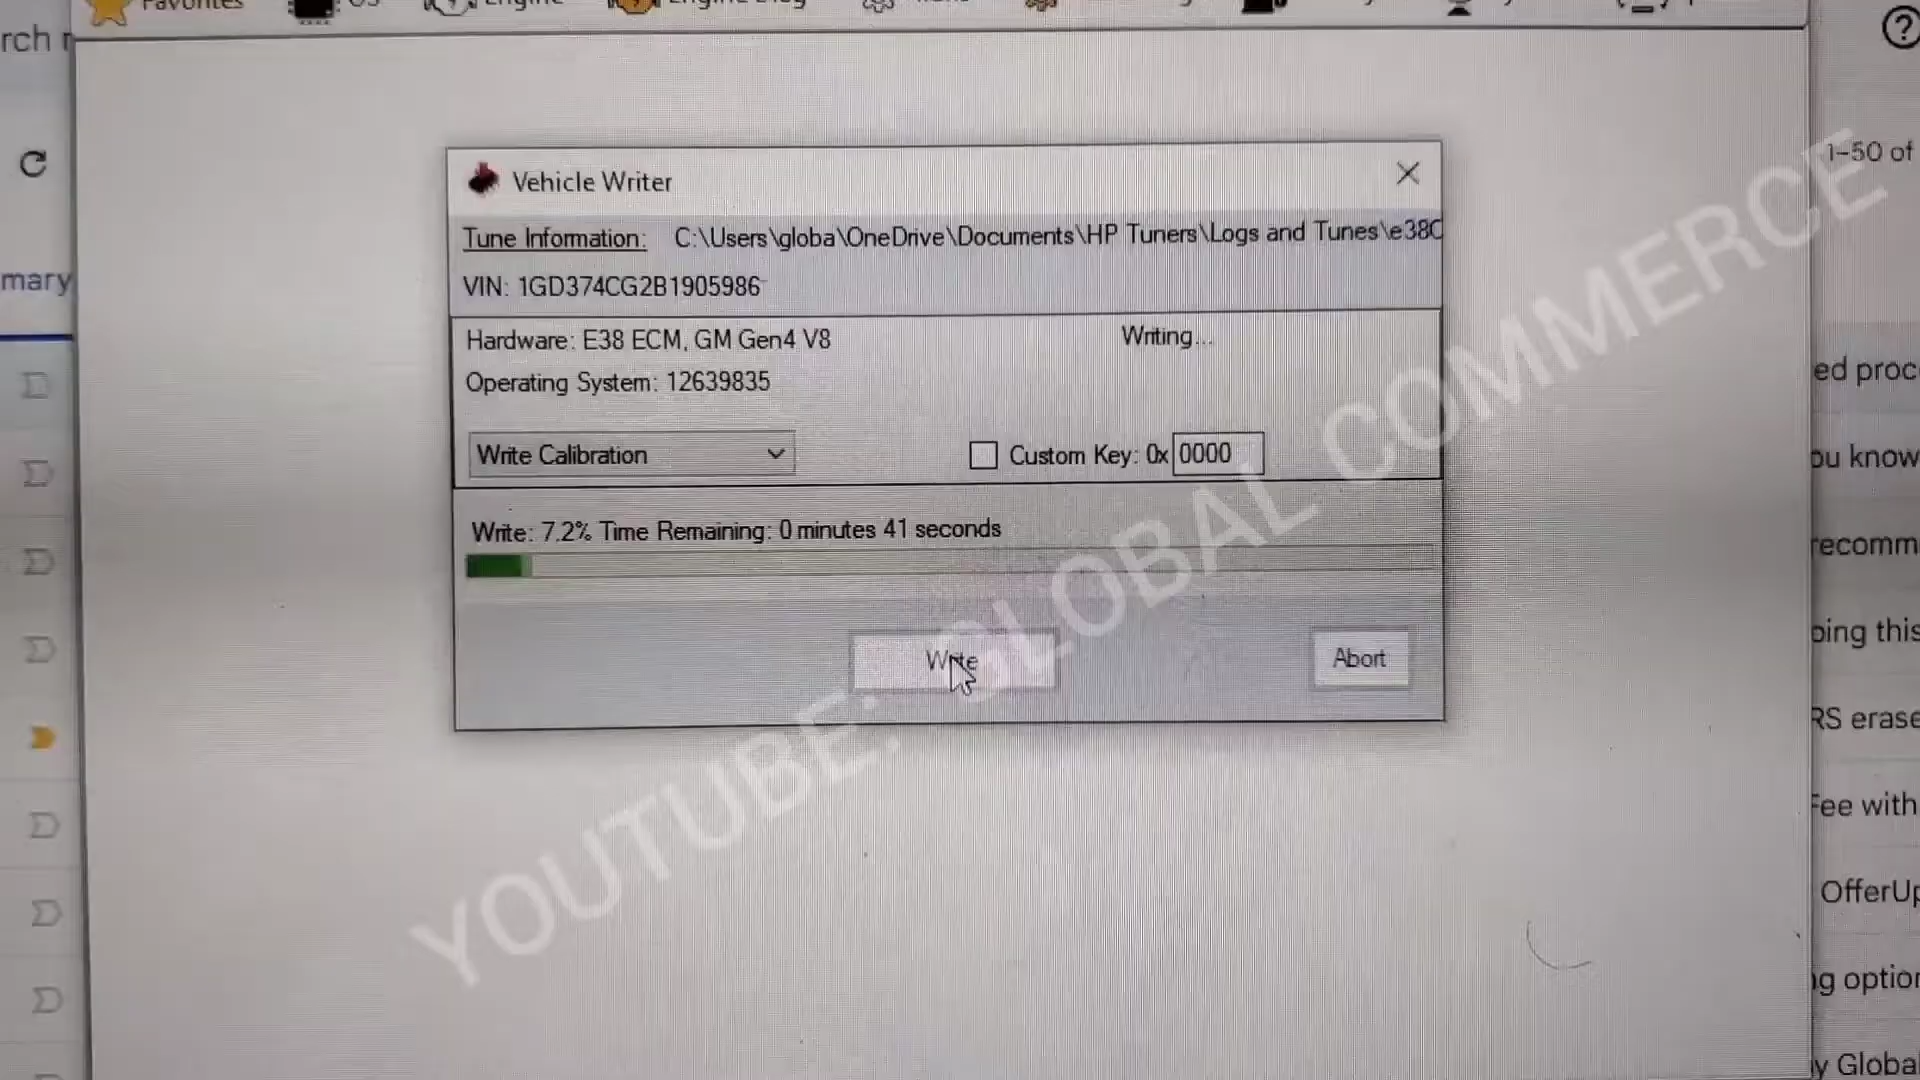 Favorites
rch
1-50 of
mary
Vehicle Writer
Tune Information: C:\Users\globa\OneDrive\Documents\HP Tuners\Logs and Tunes\e38C
VIN: 1GD374CG2B1905986
Hardware: E38 ECM, GM Gen4 V8
Writing...
Operating System: 12639835
Write Calibration
Custom Key: 0x 0000
Write: 7.2% Time Remaining: 0 minutes 41 seconds
Write
Abort
ed proc
ou know
recomm
oing this
RS erase
Fee with
OfferUp
ng option
y Globa
YOUTUBE: GLOBAL COMMERCE